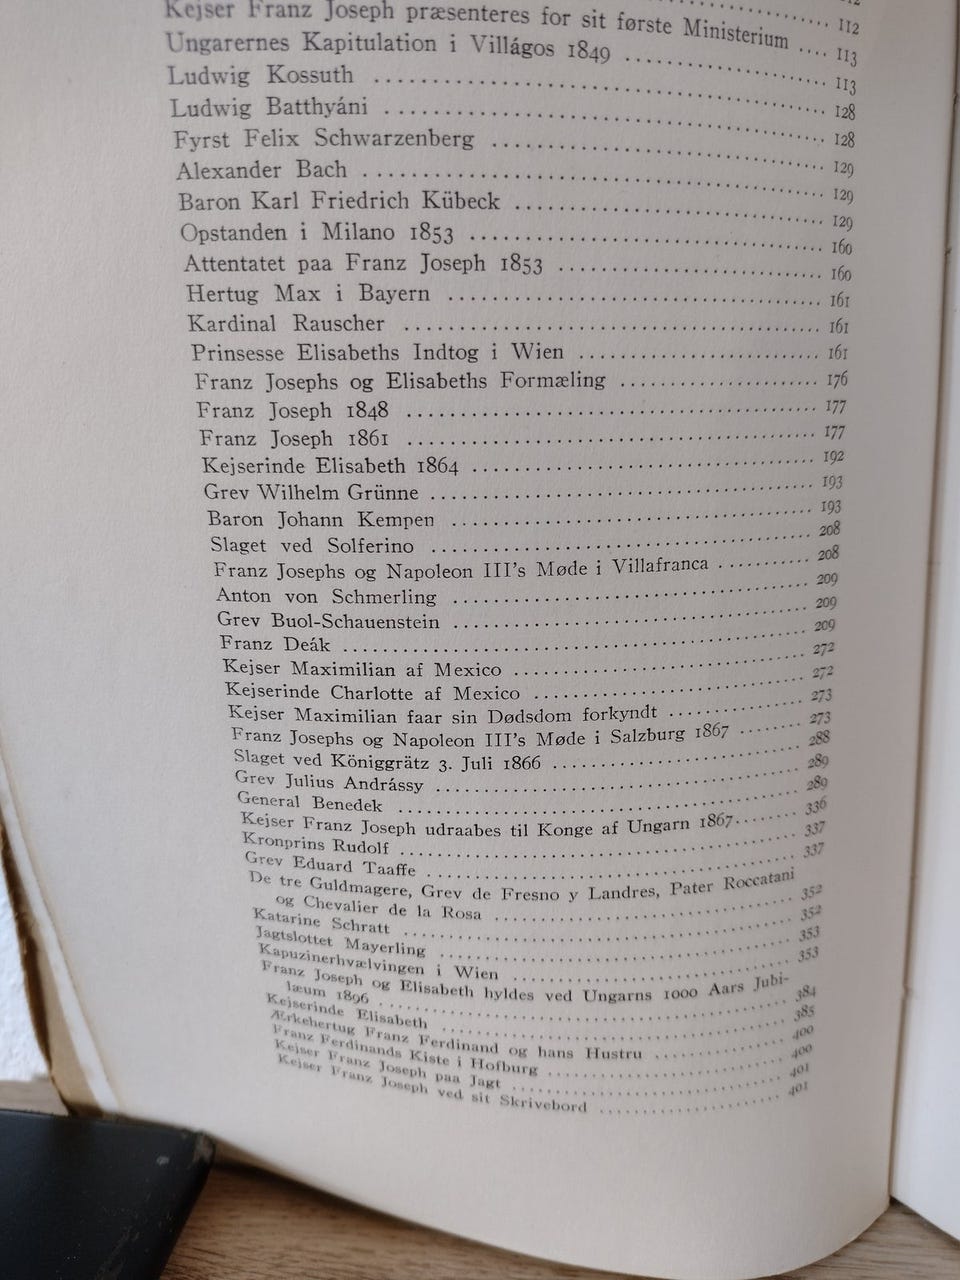 112
Kejser Franz Joseph præsenteres for sit første Ministerium .... 113
Ungarernes Kapitulation i Villágos 1849 .................... 113
Ludwig Kossuth .................... 128
Ludwig Batthyáni .................... 128
Fyrst Felix Schwarzenberg .................... 129
Alexander Bach .................... 129
Baron Karl Friedrich Kübeck .................... 129
Opstanden i Milano 1853 .................... 160
Attentatet paa Franz Joseph 1853 .................... 160
Hertug Max i Bayern .................... 161
Kardinal Rauscher .................... 161
Prinsesse Elisabeths Indtog i Wien .................... 161
Franz Josephs og Elisabeths Formæling .................... 176
Franz Joseph 1848 .................... 177
Franz Joseph 1861 .................... 177
Kejserinde Elisabeth 1864 .................... 192
Grev Wilhelm Grünne .................... 193
Baron Johann Kempen .................... 193
Slaget ved Solferino .................... 208
Franz Josephs og Napoleon III's Møde i Villafranca .......... 208
Anton von Schmerling .................... 209
Grev Buol-Schauenstein .................... 209
Franz Deák .................... 209
Kejser Maximilian af Mexico .................... 272
Kejserinde Charlotte af Mexico .................... 272
Kejser Maximilian faar sin Dødsdom forkyndt .............. 273
Franz Josephs og Napoleon III's Møde i Salzburg 1867 ........ 273
Slaget ved Königgrätz 3. Juli 1866 .................... 288
Grev Julius Andrássy .................... 289
General Benedek .................... 289
Kejser Franz Joseph udraabes til Konge af Ungarn 1867........ 336
Kronprins Rudolf .................... 337
Grev Eduard Taaffe .................... 337
De tre Guldmagere, Grev de Fresno y Landres, Pater Roccatani
og Chevalier de la Rosa .................... 352
Katarine Schratt .................... 352
Jagtslottet Mayerling .................... 353
Kapuzinerhvælvingen i Wien .................... 353
Franz Joseph og Elisabeth hyldes ved Ungarns 1000 Aars Jubi-
læum 1896 .................... 384
Kejserinde Elisabeth .................... 385
Ærkehertug Franz Ferdinand og hans Hustru .............. 400
Franz Ferdinands Kiste i Hofburg .................... 400
Kejser Franz Joseph paa Jagt .................... 401
Kejser Franz Joseph ved sit Skrivebord .................... 401